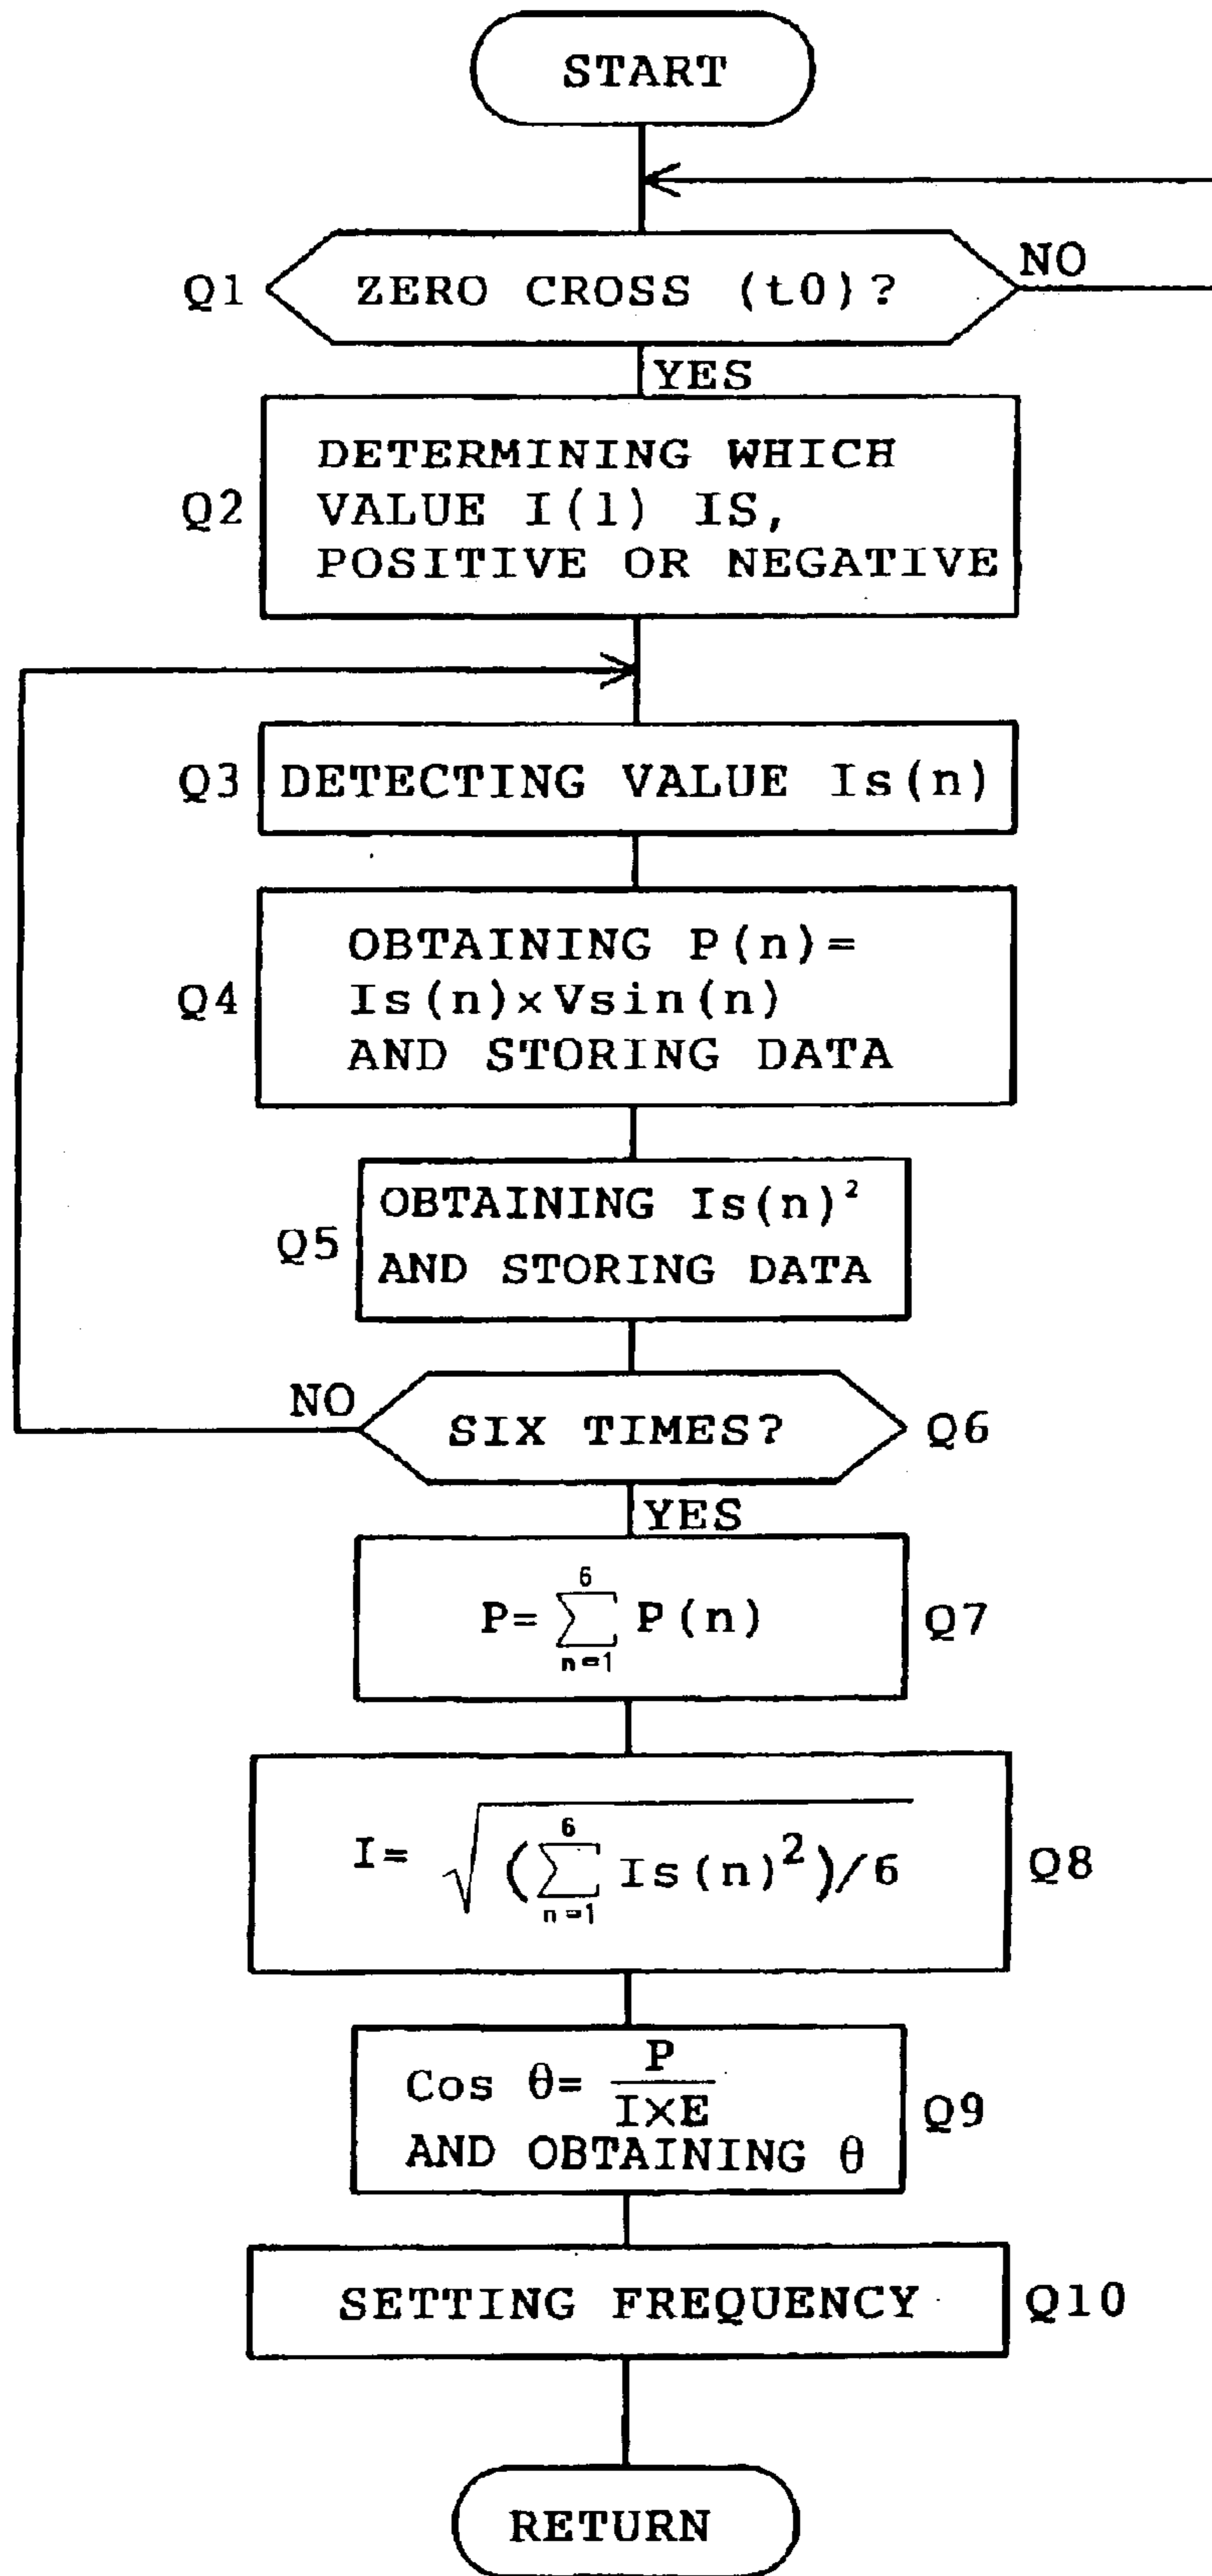 START
Q1
ZERO CROSS (t0)?
NO
YES
Q2
DETERMINING WHICH
VALUE I(1) IS,
POSITIVE OR NEGATIVE
Q3
DETECTING VALUE Is(n)
Q4
OBTAINING P(n)=
Is(n)×Vsin(n)
AND STORING DATA
Q5
OBTAINING Is(n)²
AND STORING DATA
NO
SIX TIMES?
Q6
YES
P=∑_{n=1}^{6} P(n)
Q7
I=√(∑_{n=1}^{6} Is(n)²)/6
Q8
Cos θ= P / I×E
AND OBTAINING θ
Q9
SETTING FREQUENCY
Q10
RETURN